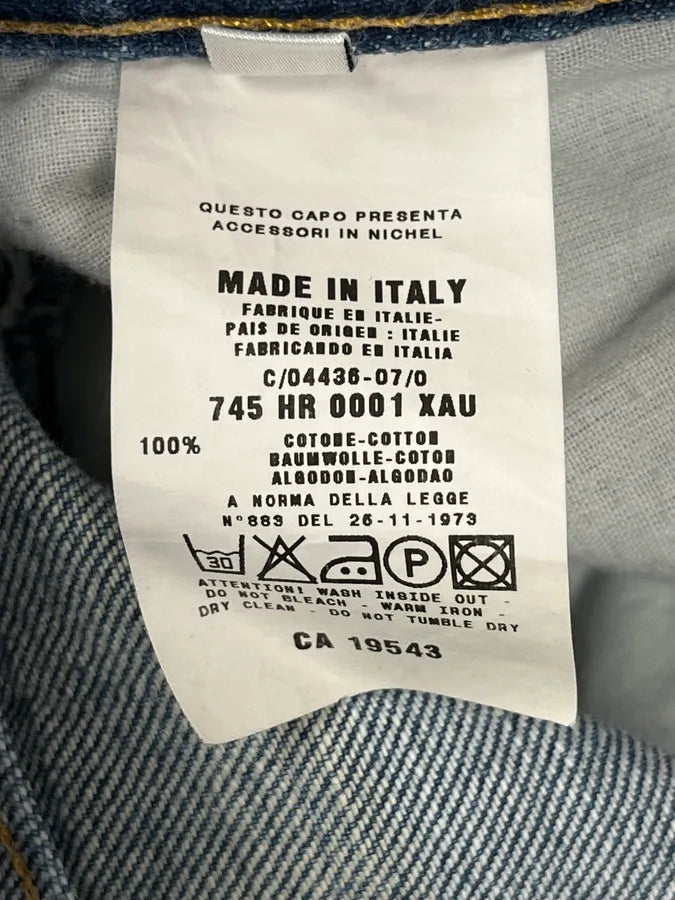 QUESTO CAPO PRESENTA
ACCESSORI IN NICHEL
MADE IN ITALY
FABRIQUE EN ITALIE-
PAIS DE ORIGEN : ITALIE
FABRICANDO EN ITALIA
C/04436-07/0
745 HR 0001 XAU
100% COTONE-COTTON
BAUMWOLLE-COTON
ALGODON-ALGODAO
A NORMA DELLA LEGGE
N°883 DEL 26-11-1973
30 P
ATTENTION! WASH INSIDE OUT -
DO NOT BLEACH - WARM IRON -
DRY CLEAN - DO NOT TUMBLE DRY
CA 19543